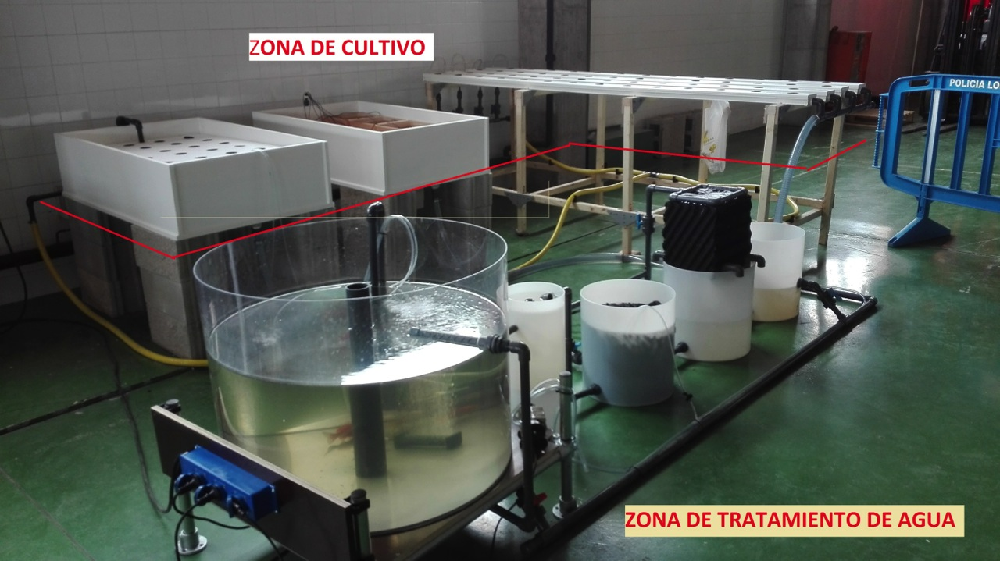 ZONA DE CULTIVO
POLICIA LO
ZONA DE TRATAMIENTO DE AGUA